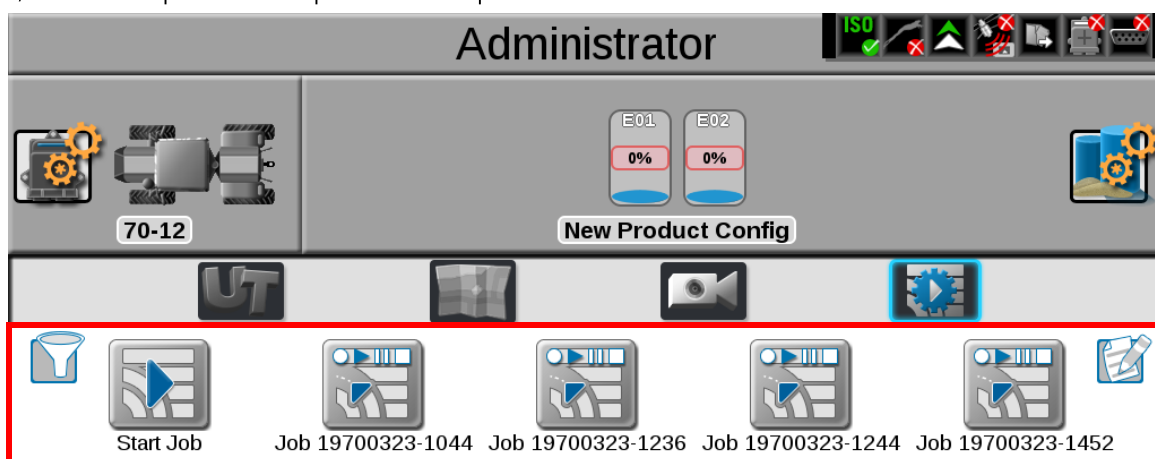 Administrator
ISO
E01 E02
0% 0%
70-12
New Product Config
UT
Start Job
Job 19700323-1044
Job 19700323-1236
Job 19700323-1244
Job 19700323-1452